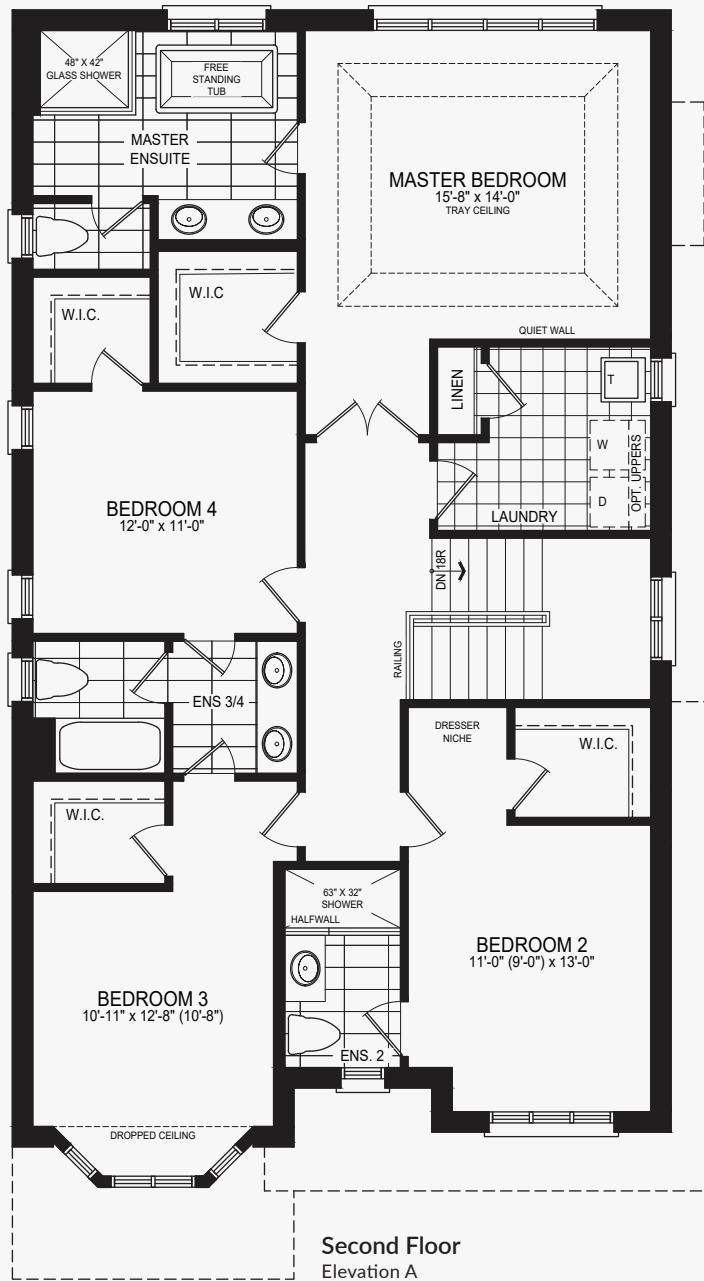 48" X 42"
GLASS SHOWER
FREE
STANDING
TUB
MASTER
ENSUITE
MASTER BEDROOM
15'-8" x 14'-0"
TRAY CEILING
W.I.C.
W.I.C
QUIET WALL
LINEN
T
W
D
OPT. UPPERS
LAUNDRY
BEDROOM 4
12'-0" x 11'-0"
DN 18R
RAILING
ENS 3/4
DRESSER
NICHE
W.I.C.
W.I.C.
63" X 32"
SHOWER
HALFWALL
BEDROOM 2
11'-0" (9'-0") x 13'-0"
BEDROOM 3
10'-11" x 12'-8" (10'-8")
ENS. 2
DROPPED CEILING
Second Floor
Elevation A